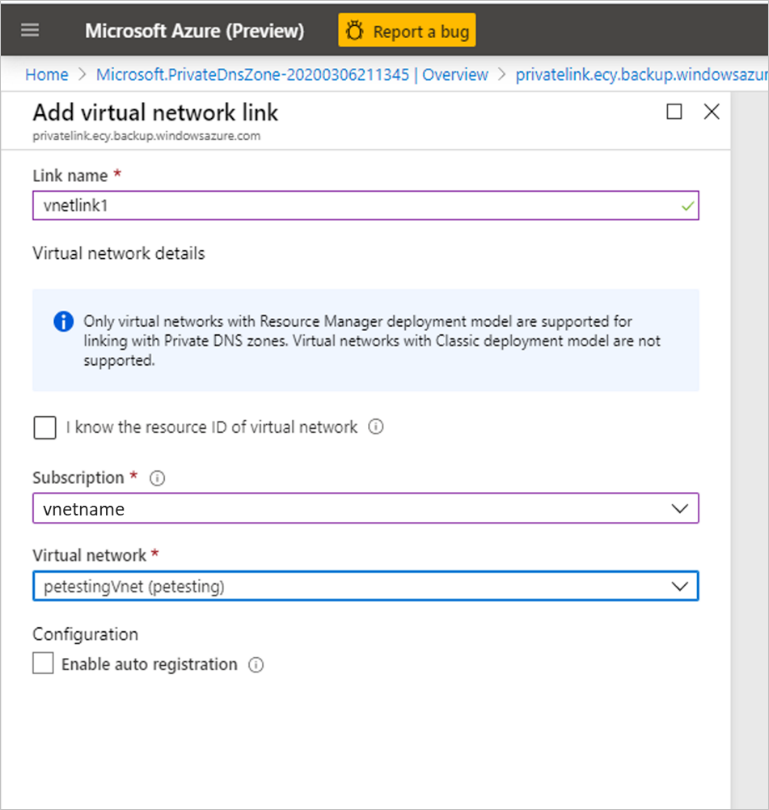 Microsoft Azure (Preview)
Report a bug
Home > Microsoft.PrivateDnsZone-20200306211345 | Overview > privatelink.ecy.backup.windowsazur
Add virtual network link
privatelink.ecy.backup.windowsazure.com
Link name *
vnetlink1
Virtual network details
Only virtual networks with Resource Manager deployment model are supported for
linking with Private DNS zones. Virtual networks with Classic deployment model are not
supported.
I know the resource ID of virtual network
Subscription *
vnetname
Virtual network *
petestingVnet (petesting)
Configuration
Enable auto registration